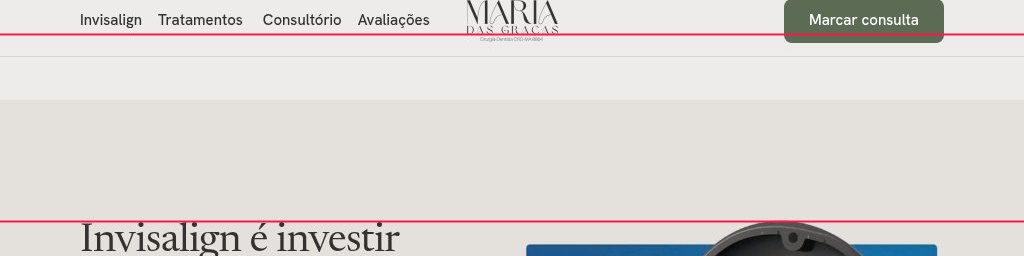 Invisalign Tratamentos Consultório Avaliações
MARIA
DAS GRAÇAS
Marcar consulta
Invisalign é investir